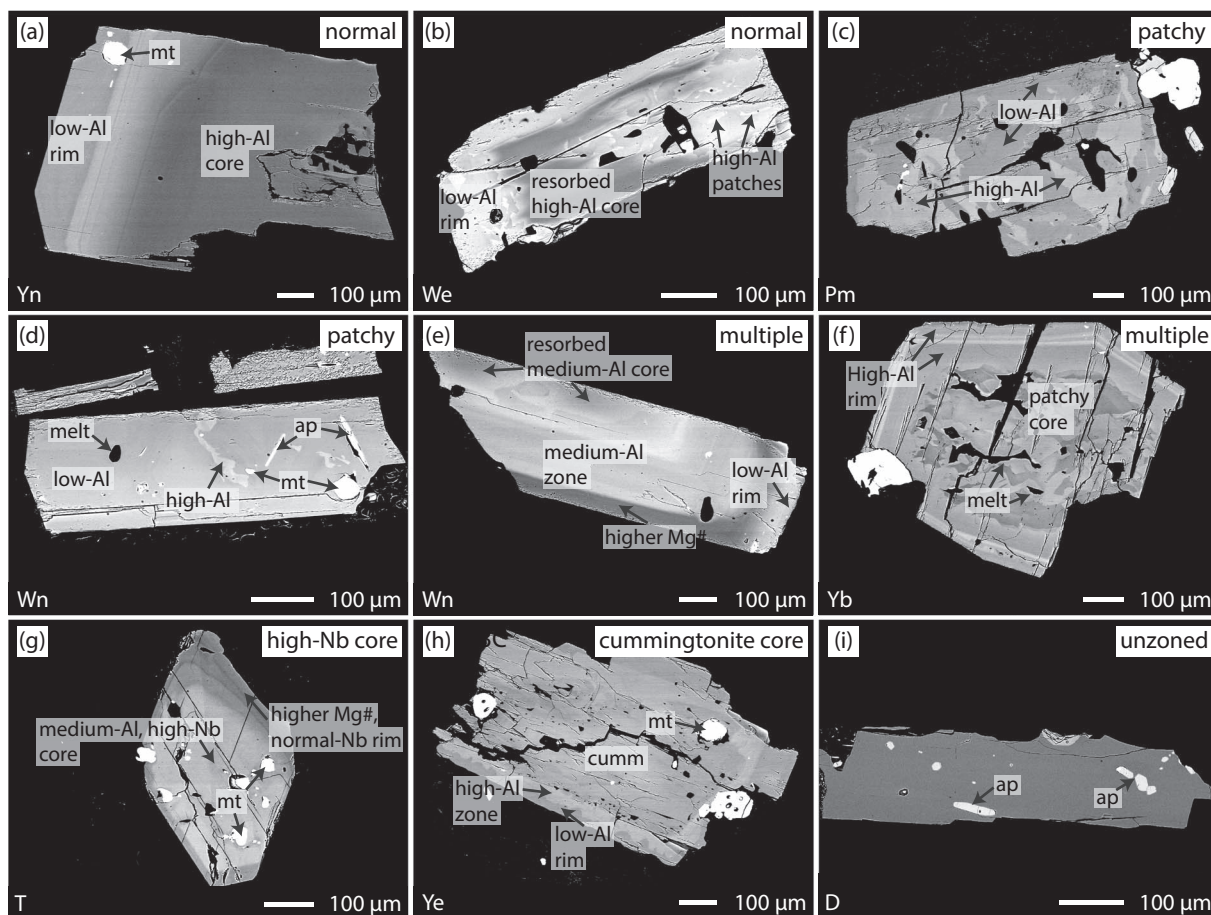 (a)
normal
mt
low-Al
rim
high-Al
core
Yn
100 µm
(b)
normal
high-Al
patches
resorbed
high-Al core
low-Al
rim
We
100 µm
(c)
patchy
low-Al
high-Al
Pm
100 µm
(d)
patchy
melt
ap
low-Al
high-Al
mt
Wn
100 µm
(e)
multiple
resorbed
medium-Al core
medium-Al
zone
low-Al
rim
higher Mg#
Wn
100 µm
(f)
multiple
High-Al
rim
patchy
core
melt
Yb
100 µm
(g)
high-Nb core
higher Mg#,
normal-Nb rim
medium-Al, high-Nb
core
mt
T
100 µm
(h)
cummingtonite core
mt
cumm
high-Al
zone
low-Al
rim
Ye
100 µm
(i)
unzoned
ap
ap
D
100 µm